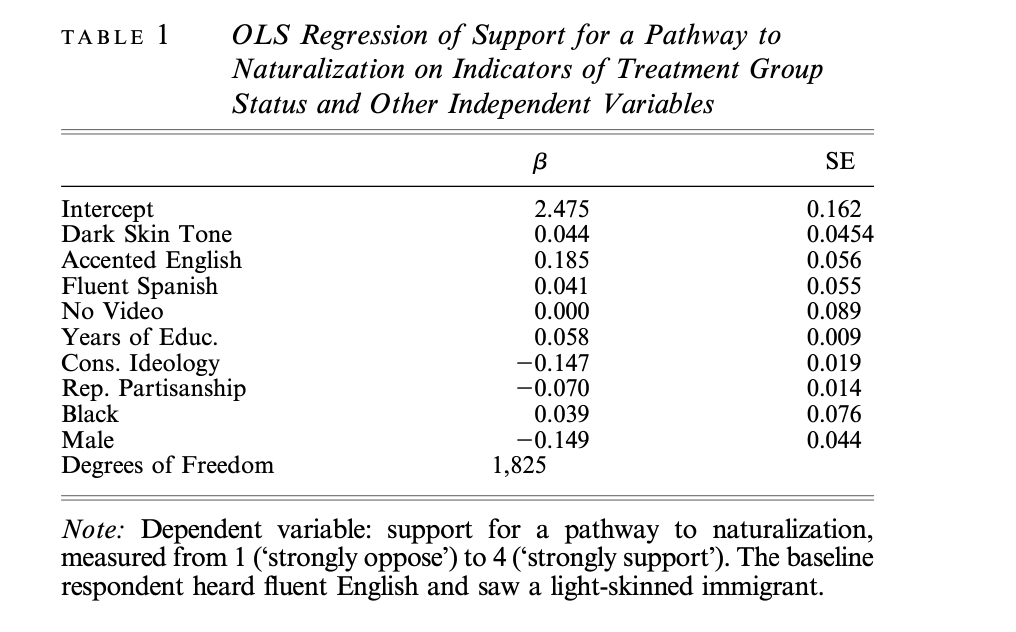 TABLE 1 OLS Regression of Support for a Pathway to
Naturalization on Indicators of Treatment Group
Status and Other Independent Variables
β SE
Intercept 2.475 0.162
Dark Skin Tone 0.044 0.0454
Accented English 0.185 0.056
Fluent Spanish 0.041 0.055
No Video 0.000 0.089
Years of Educ. 0.058 0.009
Cons. Ideology −0.147 0.019
Rep. Partisanship −0.070 0.014
Black 0.039 0.076
Male −0.149 0.044
Degrees of Freedom 1,825
Note: Dependent variable: support for a pathway to naturalization,
measured from 1 (‘strongly oppose’) to 4 (‘strongly support’). The baseline
respondent heard fluent English and saw a light-skinned immigrant.